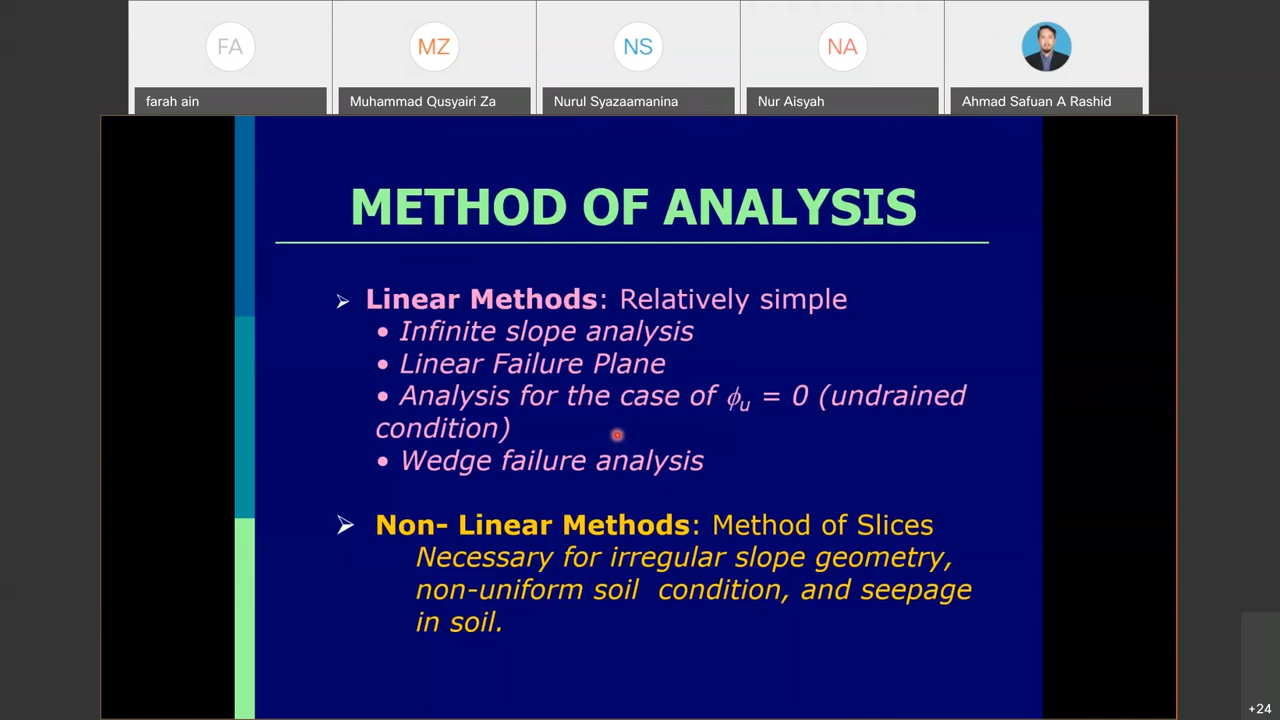 FA
MZ
NS
NA
farah ain
Muhammad Qusyairi Za
Nurul Syazaamanina
Nur Aisyah
Ahmad Safuan A Rashid
METHOD OF ANALYSIS
➢ Linear Methods: Relatively simple
• Infinite slope analysis
• Linear Failure Plane
• Analysis for the case of ϕu = 0 (undrained
condition)
• Wedge failure analysis
➢ Non- Linear Methods: Method of Slices
Necessary for irregular slope geometry,
non-uniform soil condition, and seepage
in soil.
+24